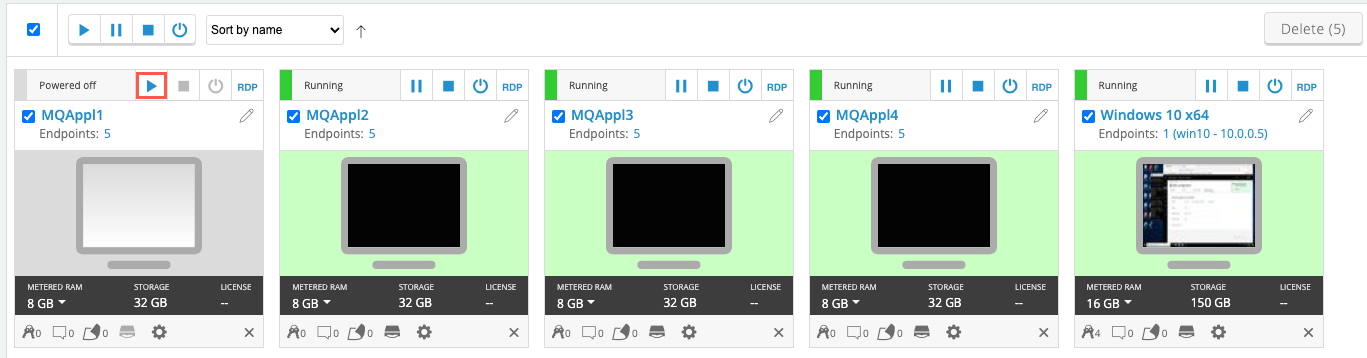 Sort by name
Delete (5)
Powered off
RDP
MQAppl1
Endpoints: 5
METERED RAM STORAGE LICENSE
8 GB 32 GB --
0 0 0
Running
RDP
MQAppl2
Endpoints: 5
METERED RAM STORAGE LICENSE
8 GB 32 GB --
0 0 0
Running
RDP
MQAppl3
Endpoints: 5
METERED RAM STORAGE LICENSE
8 GB 32 GB --
0 0 0
Running
RDP
MQAppl4
Endpoints: 5
METERED RAM STORAGE LICENSE
8 GB 32 GB --
0 0 0
Running
RDP
Windows 10 x64
Endpoints: 1 (win10 - 10.0.0.5)
METERED RAM STORAGE LICENSE
16 GB 150 GB --
4 0 0